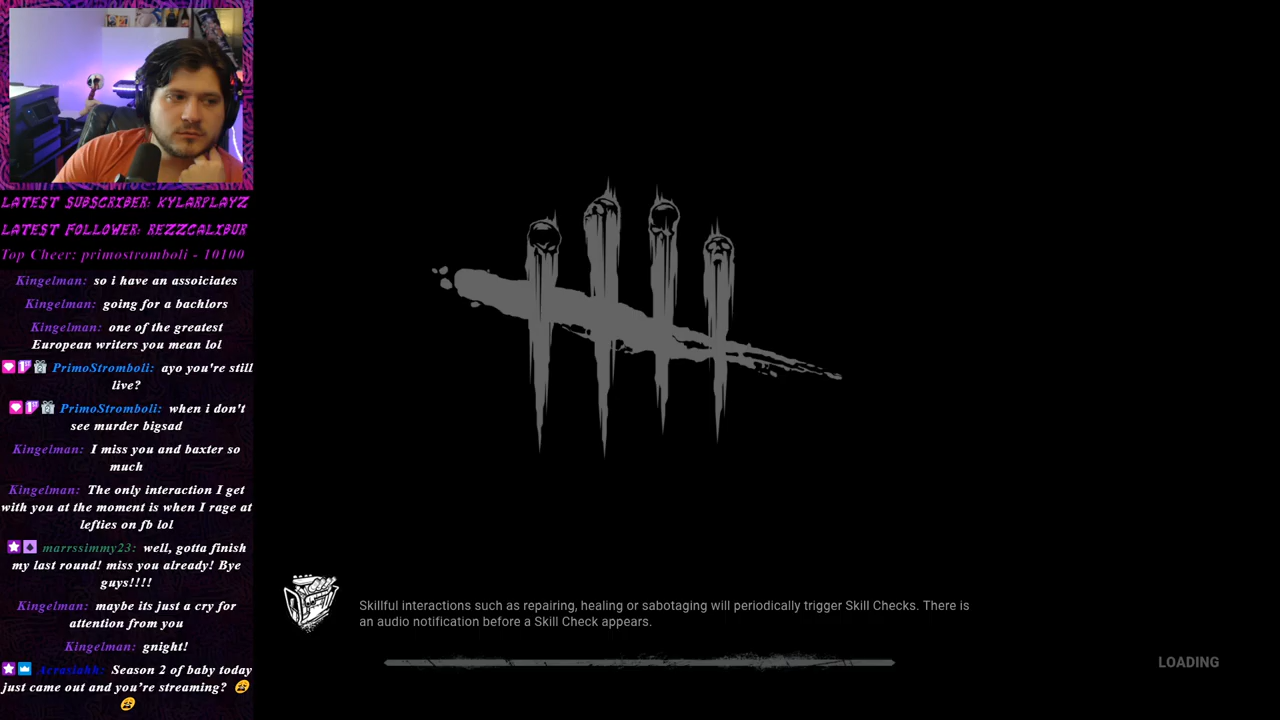 LATEST SUBSCRIBER: KYLARPLAYZ
LATEST FOLLOWER: REZZCALIBUR
Top Cheer: primostromboli - 10100
Kingelman: so i have an assoiciates
Kingelman: going for a bachlors
Kingelman: one of the greatest
European writers you mean lol
PrimoStromboli: ayo you're still
live?
PrimoStromboli: when i don't
see murder bigsad
Kingelman: I miss you and baxter so
much
Kingelman: The only interaction I get
with you at the moment is when I rage at
lefties on fb lol
marrssimmy23: well, gotta finish
my last round! miss you already! Bye
guys!!!!
Kingelman: maybe its just a cry for
attention from you
Kingelman: gnight!
Acrasiahh: Season 2 of baby today
just came out and you're streaming? 😩
😩
Skillful interactions such as repairing, healing or sabotaging will periodically trigger Skill Checks. There is
an audio notification before a Skill Check appears.
LOADING